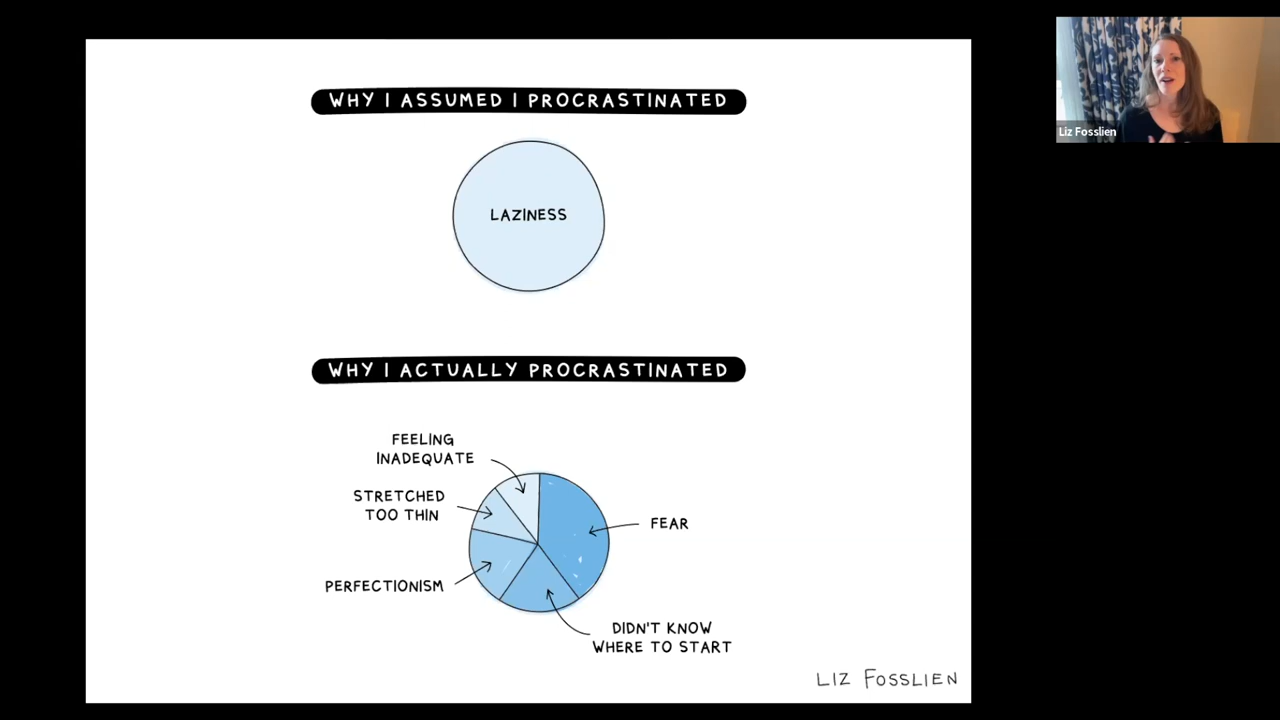 WHY I ASSUMED I PROCRASTINATED
Liz Fosslien
LAZINESS
WHY I ACTUALLY PROCRASTINATED
FEELING
INADEQUATE
STRETCHED
TOO THIN
FEAR
PERFECTIONISM
DIDN'T KNOW
WHERE TO START
LIZ FOSSLIEN